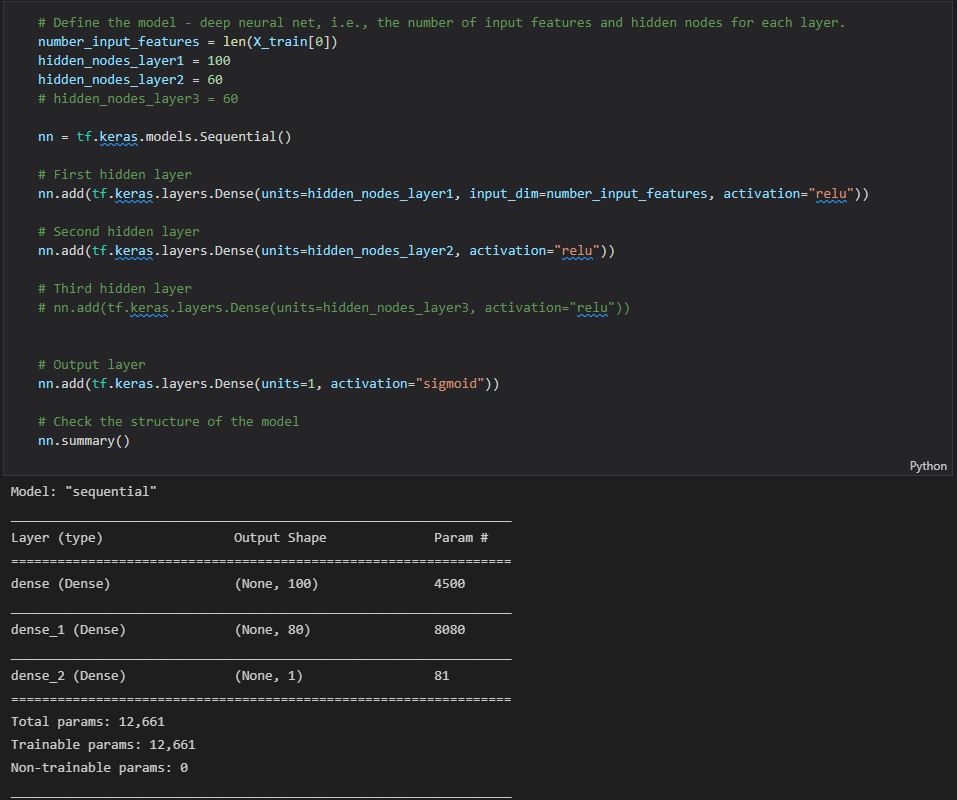 # Define the model - deep neural net, i.e., the number of input features and hidden nodes for each layer.
number_input_features = len(X_train[0])
hidden_nodes_layer1 = 100
hidden_nodes_layer2 = 60
# hidden_nodes_layer3 = 60
nn = tf.keras.models.Sequential()
# First hidden layer
nn.add(tf.keras.layers.Dense(units=hidden_nodes_layer1, input_dim=number_input_features, activation="relu"))
# Second hidden layer
nn.add(tf.keras.layers.Dense(units=hidden_nodes_layer2, activation="relu"))
# Third hidden layer
# nn.add(tf.keras.layers.Dense(units=hidden_nodes_layer3, activation="relu"))
# Output layer
nn.add(tf.keras.layers.Dense(units=1, activation="sigmoid"))
# Check the structure of the model
nn.summary()
Python
Model: "sequential"
_________________________________________________________________
Layer (type) Output Shape Param #
=================================================================
dense (Dense) (None, 100) 4500
_________________________________________________________________
dense_1 (Dense) (None, 80) 8080
_________________________________________________________________
dense_2 (Dense) (None, 1) 81
=================================================================
Total params: 12,661
Trainable params: 12,661
Non-trainable params: 0
_________________________________________________________________